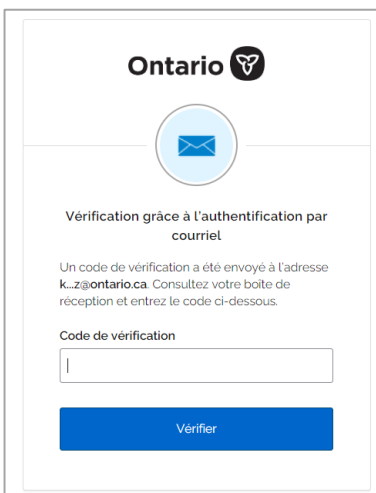 Ontario
Vérification grâce à l'authentification par
courriel
Un code de vérification a été envoyé à l'adresse
k...z@ontario.ca. Consultez votre boîte de
réception et entrez le code ci-dessous.
Code de vérification
Vérifier